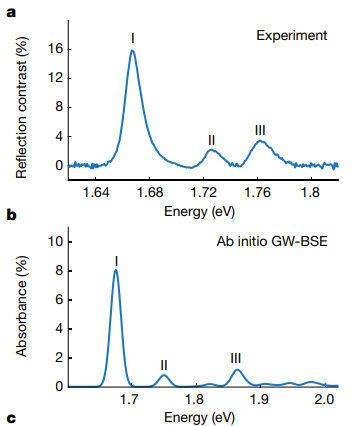 a
Experiment
Reflection contrast (%)
16
12
8
4
0
I
II
III
1.64
1.68
1.72
1.76
1.8
Energy (eV)
b
Ab initio GW-BSE
Absorbance (%)
10
8
6
4
2
0
I
II
III
1.7
1.8
1.9
2.0
Energy (eV)
c